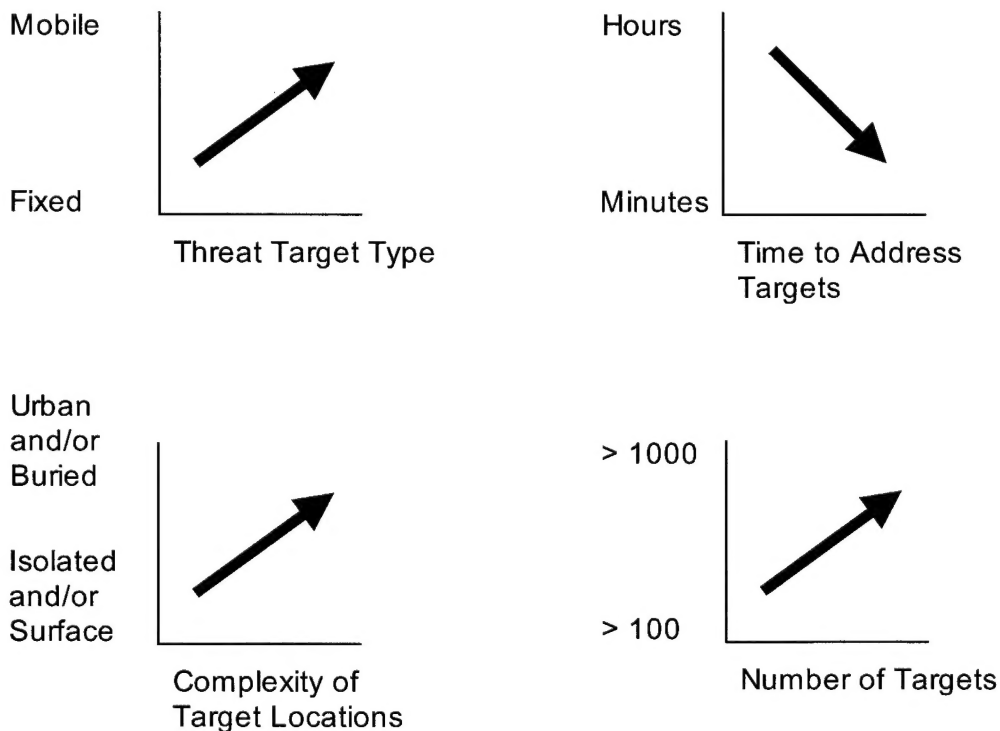 Mobile
Fixed
Threat Target Type
Hours
Minutes
Time to Address
Targets
Urban
and/or
Buried
Isolated
and/or
Surface
Complexity of
Target Locations
> 1000
> 100
Number of Targets